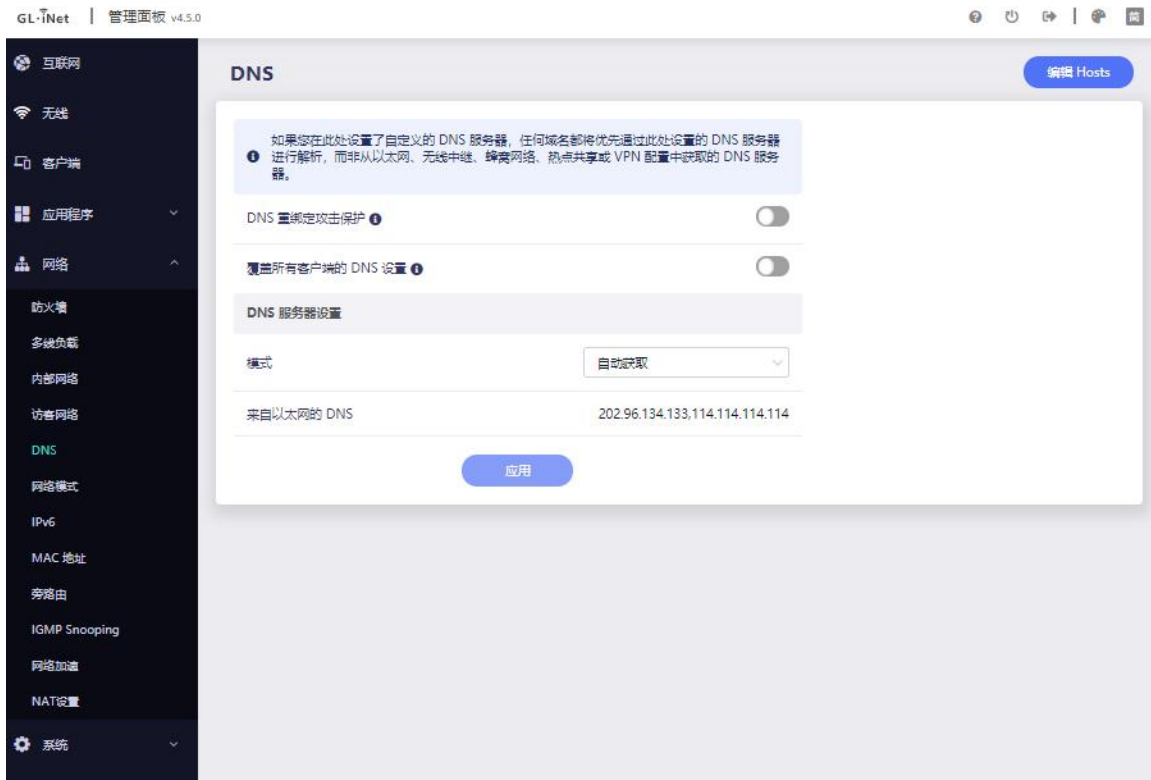 GL·iNet | 管理面板 v4.5.0
简
互联网
无线
客户端
应用程序
网络
防火墙
多线负载
内部网络
访客网络
DNS
网络模式
IPv6
MAC 地址
旁路由
IGMP Snooping
网络加速
NAT设置
系统
DNS
编辑 Hosts
如果您在此处设置了自定义的 DNS 服务器，任何域名都将优先通过此处设置的 DNS 服务器
进行解析，而非从以太网、无线中继、蜂窝网络、热点共享或 VPN 配置中获取的 DNS 服务
器。
DNS 重绑定攻击保护
覆盖所有客户端的 DNS 设置
DNS 服务器设置
模式 自动获取
来自以太网的 DNS 202.96.134.133,114.114.114.114
应用